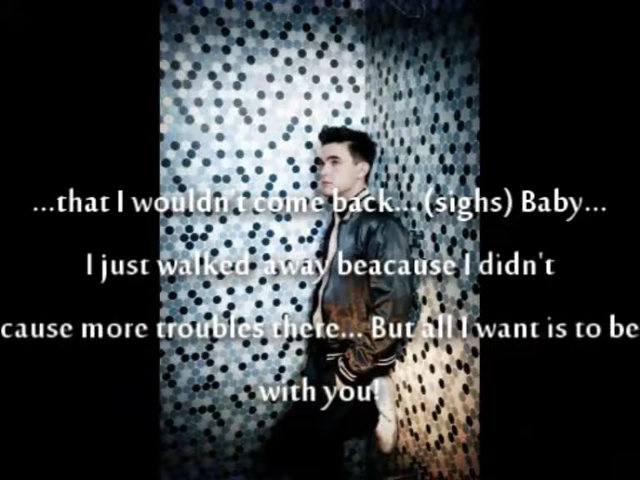 ...that I wouldn't come back... (sighs) Baby...
I just walked away beacause I didn't
cause more troubles there... But all I want is to be
with you!